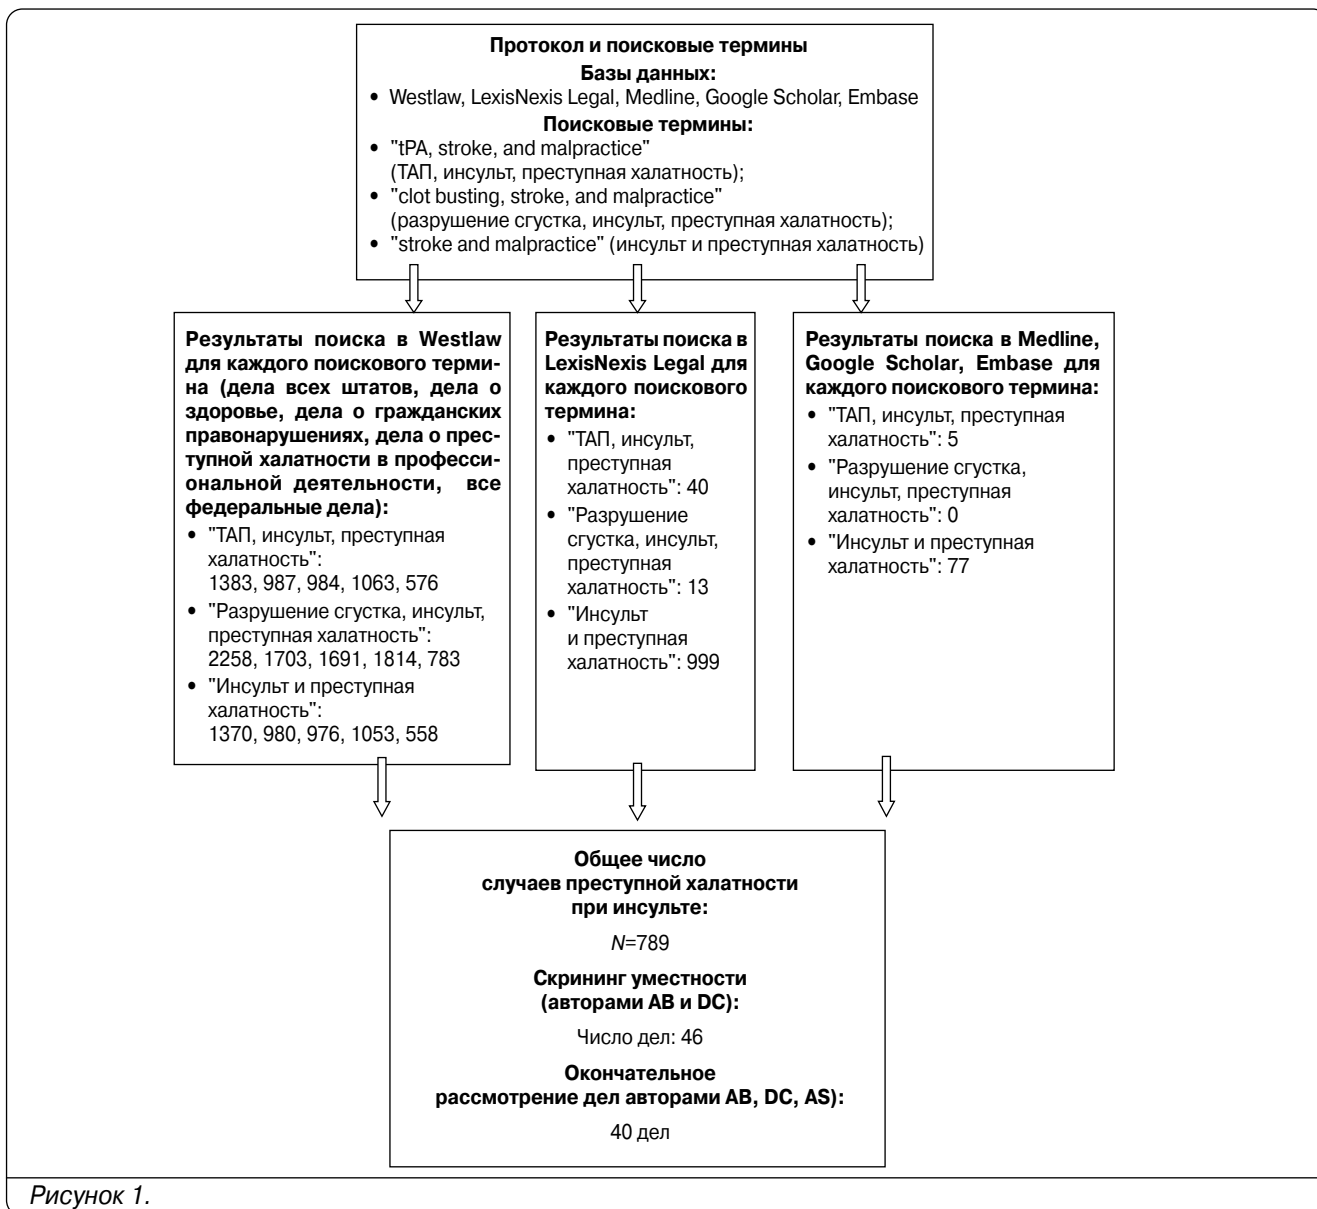 Протокол и поисковые термины
Базы данных:
• Westlaw, LexisNexis Legal, Medline, Google Scholar, Embase
Поисковые термины:
• "tPA, stroke, and malpractice"
(ТАП, инсульт, преступная халатность);
• "clot busting, stroke, and malpractice"
(разрушение сгустка, инсульт, преступная халатность);
• "stroke and malpractice" (инсульт и преступная халатность)
Результаты поиска в Westlaw
для каждого поискового терми-
на (дела всех штатов, дела о
здоровье, дела о гражданских
правонарушениях, дела о прес-
тупной халатности в професси-
ональной деятельности, все
федеральные дела):
• "ТАП, инсульт, преступная
халатность":
1383, 987, 984, 1063, 576
• "Разрушение сгустка, инсульт,
преступная халатность":
2258, 1703, 1691, 1814, 783
• "Инсульт и преступная
халатность":
1370, 980, 976, 1053, 558
Результаты поиска в
LexisNexis Legal для
каждого поискового
термина:
• "ТАП, инсульт,
преступная
халатность": 40
• "Разрушение
сгустка, инсульт,
преступная
халатность": 13
• "Инсульт
и преступная
халатность": 999
Результаты поиска в Medline,
Google Scholar, Embase для
каждого поискового термина:
• "ТАП, инсульт, преступная
халатность": 5
• "Разрушение сгустка,
инсульт, преступная
халатность": 0
• "Инсульт и преступная
халатность": 77
Общее число
случаев преступной халатности
при инсульте:
N=789
Скрининг уместности
(авторами AB и DC):
Число дел: 46
Окончательное
рассмотрение дел авторами AB, DC, AS):
40 дел
Рисунок 1.